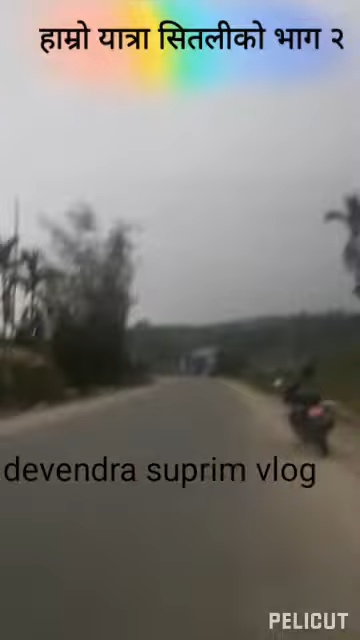 हाम्रो यात्रा सितलीको भाग २
devendra suprim vlog
PELICUT